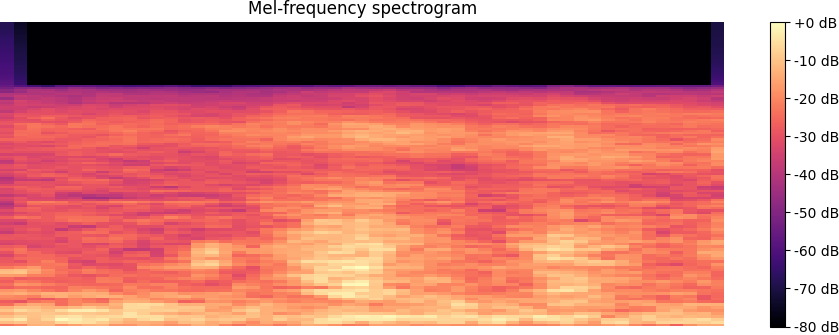 Mel-frequency spectrogram
+0 dB
-10 dB
-20 dB
-30 dB
-40 dB
-50 dB
-60 dB
-70 dB
-80 dB